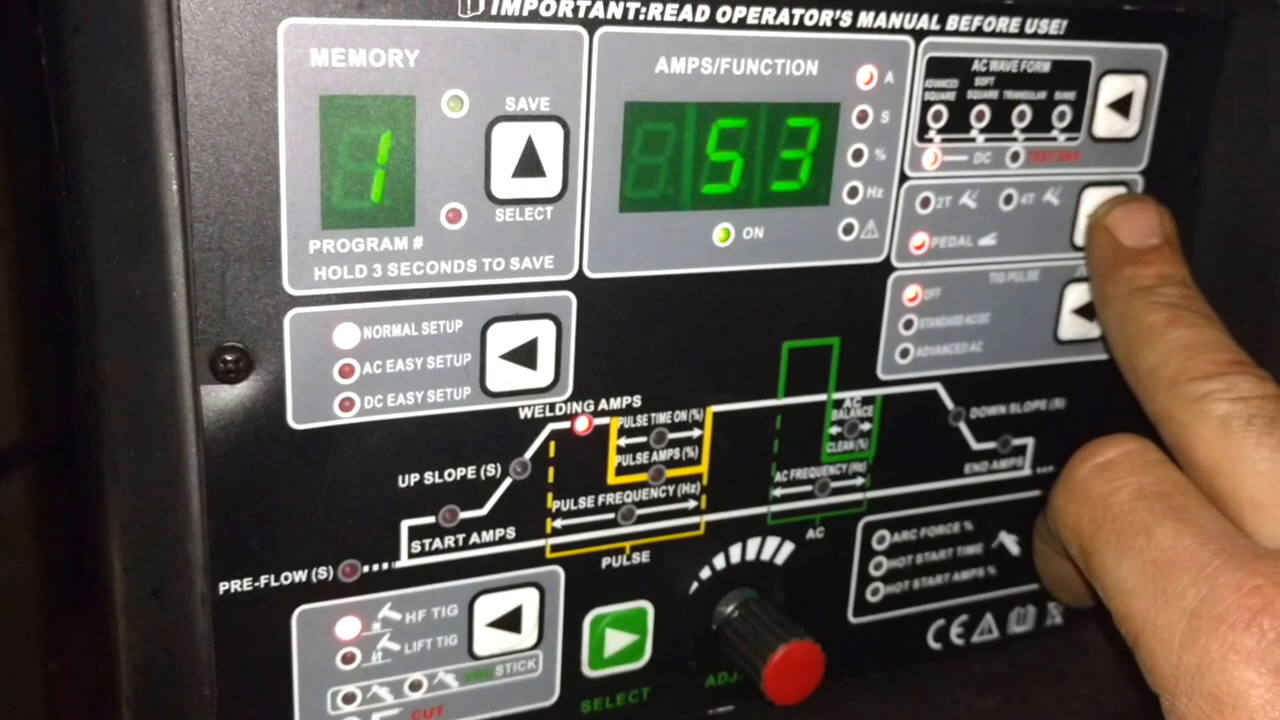 IMPORTANT:READ OPERATOR'S MANUAL BEFORE USE!
MEMORY
1
SAVE
SELECT
PROGRAM #
HOLD 3 SECONDS TO SAVE
AMPS/FUNCTION
53
A
S
%
Hz
ON
AC WAVE FORM
ADVANCED SQUARE
SOFT SQUARE
TRIANGULAR
DC
TEST GAS
2T
4T
PEDAL
TIG PULSE
OFF
STANDARD AC/DC
ADVANCED AC
NORMAL SETUP
AC EASY SETUP
DC EASY SETUP
WELDING AMPS
PULSE TIME ON (%)
PULSE AMPS (%)
UP SLOPE (S)
PULSE FREQUENCY (Hz)
START AMPS
PRE-FLOW (S)
PULSE
AC BALANCE
CLEAN (%)
AC FREQUENCY (Hz)
AC
DOWN SLOPE (S)
END AMPS
ARC FORCE %
HOT START TIME
HOT START AMPS %
CE
HF TIG
LIFT TIG
STICK
CUT
SELECT
ADJ.